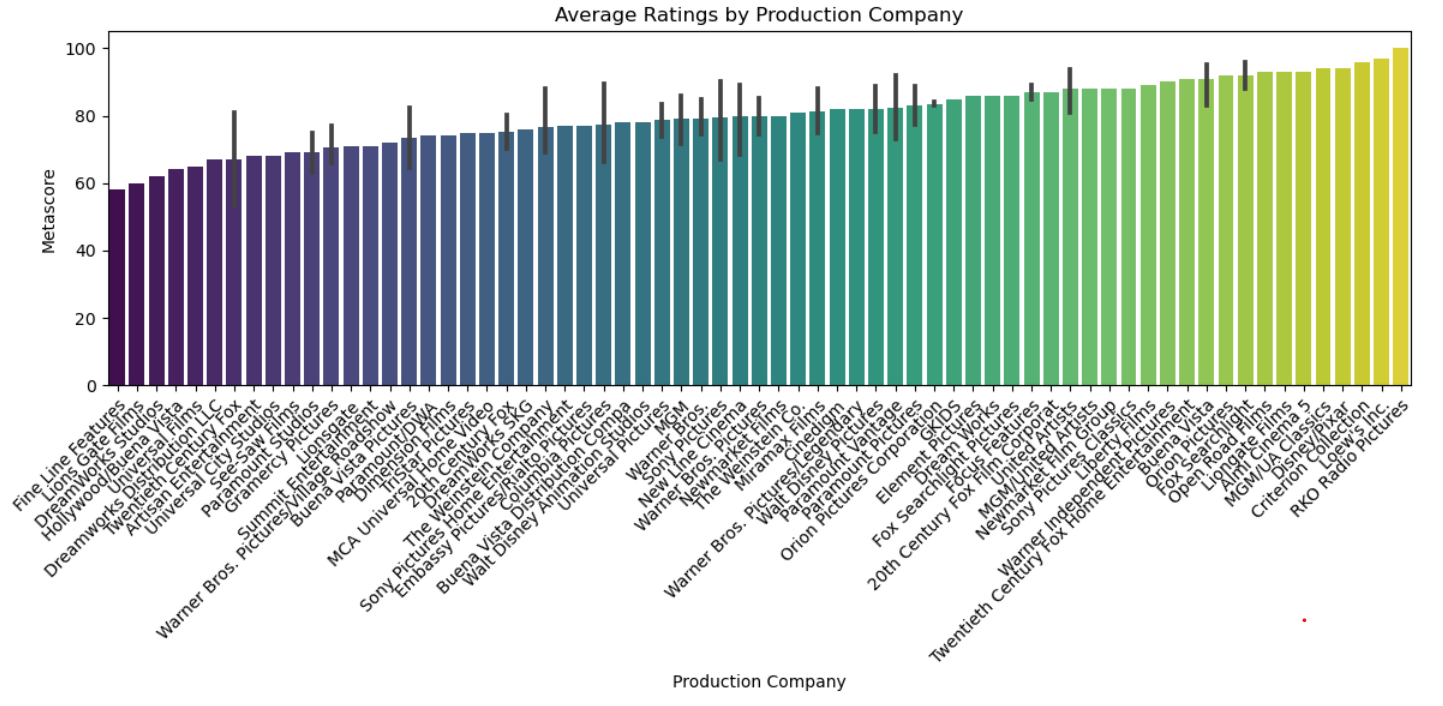 Average Ratings by Production Company
Metascore
100
80
60
40
20
0
Fine Line Features
Lions Gate Films
DreamWorks Studios
Hollywood/Buena Vista
Universal Films
Dreamworks Distribution LLC
Twentieth Century Fox
Artisan Entertainment
Universal City Studios
See-Saw Films
Paramount Studios
Gramercy Pictures
Lionsgate
Summit Entertainment
Warner Bros. Pictures/Village Roadshow
Buena Vista Pictures
Paramount/DWA
Dimension Films
Tristar Pictures
MCA Universal Home Video
20th Century Fox
DreamWorks SKG
The Weinstein Company
Sony Pictures Home Entertainment
Embassy Pictures/Rialto Pictures
Columbia Pictures
Buena Vista Distribution Compa
Walt Disney Animation Studios
Universal Pictures
MGM
Warner Bros.
Sony Pictures
New Line Cinema
Warner Bros. Pictures
Newmarket Films
The Weinstein Co.
Miramax Films
Cinedigm
Warner Bros. Pictures/Legendary
Walt Disney Pictures
Paramount Vantage
Paramount Pictures
Orion Pictures Corporation
GKIDS
Element Pictures
Dream Works
Fox Searchlight Pictures
Focus Features
20th Century Fox Film Corporat
United Artists
MGM/United Artists
Newmarket Film Group
Sony Pictures Classics
Liberty Films
Warner Independent Pictures
Twentieth Century Fox Home Entertainment
Buena Vista
Orion Pictures
Fox Searchlight
Open Road Films
Liongate Films
Amf Cinema 5
MGM/UA Classics
Disney/Pixar
Criterion Collection
Loew's Inc.
RKO Radio Pictures
Production Company